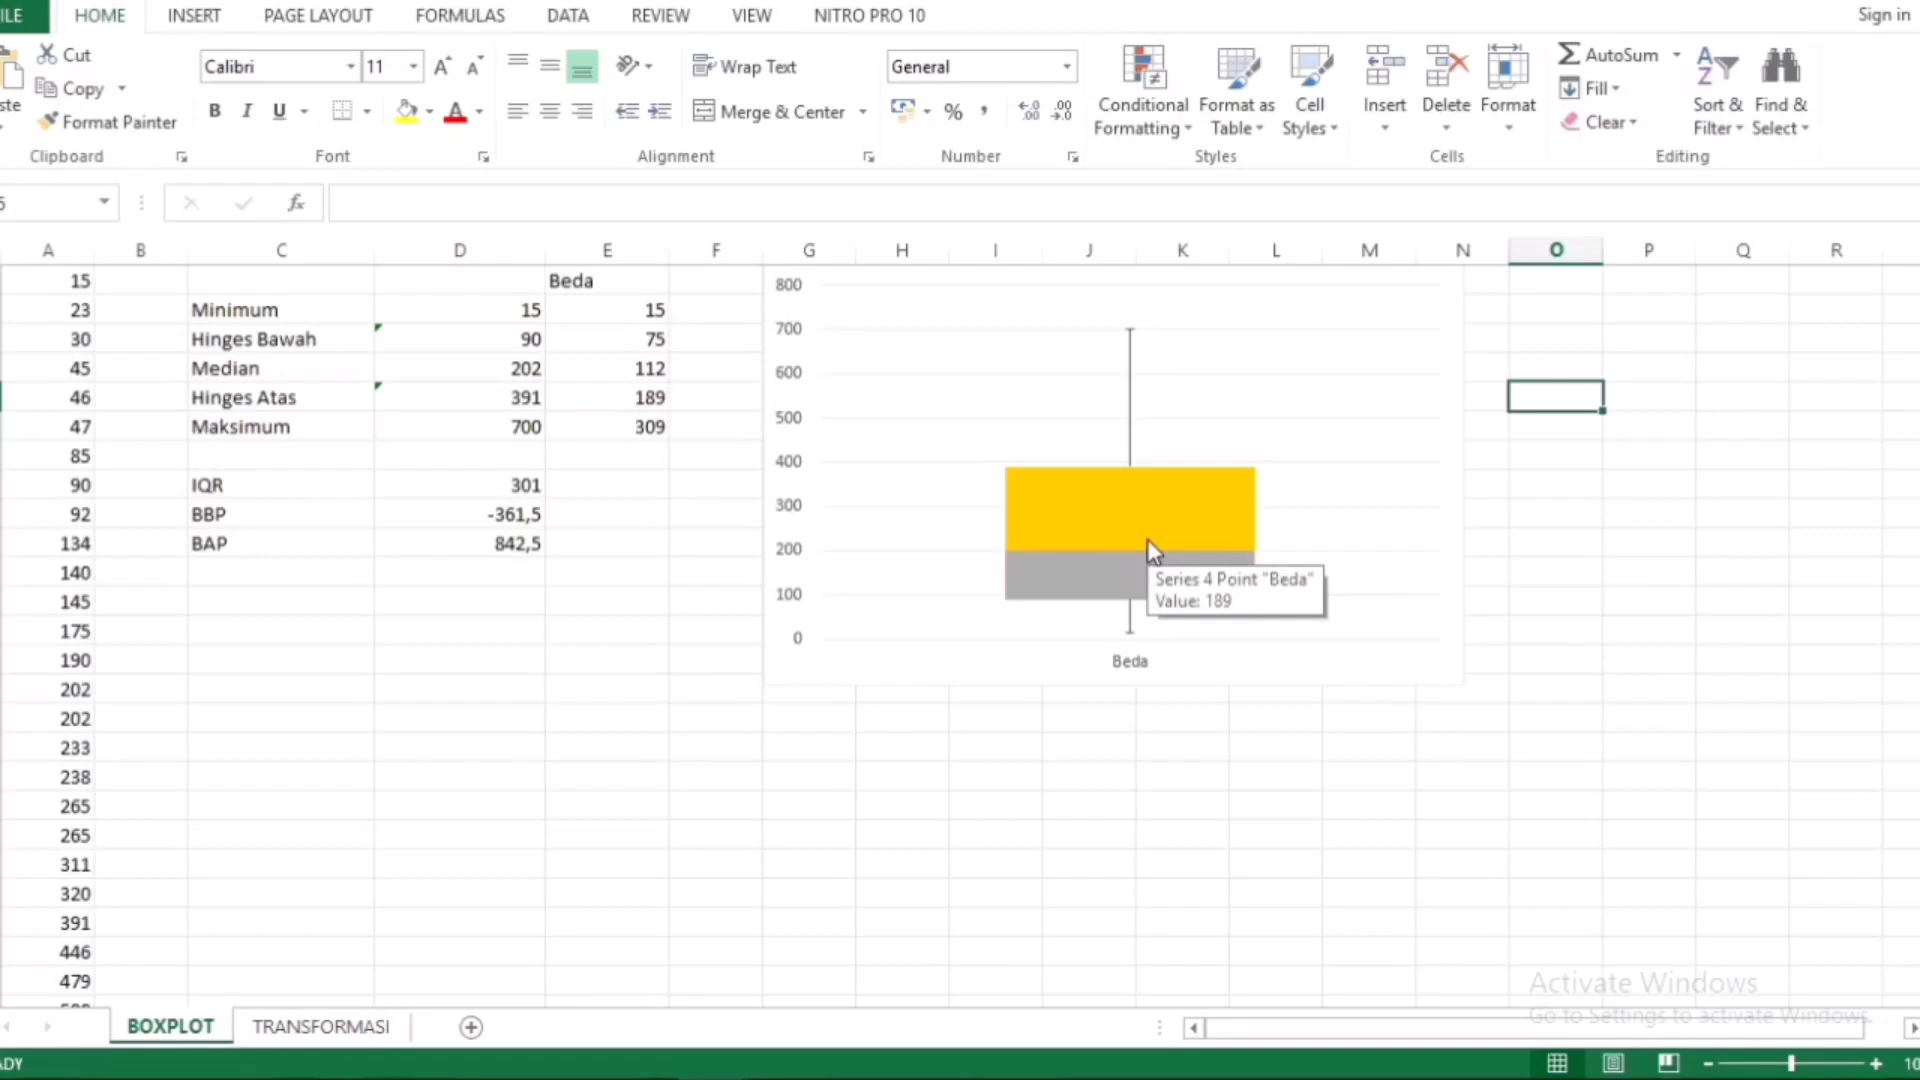 ILE HOME INSERT PAGE LAYOUT FORMULAS DATA REVIEW VIEW NITRO PRO 10 Sign in
Cut
Copy
ste
Format Painter
Clipboard
Calibri 11
B I U
Font
Wrap Text
Merge & Center
Alignment
General
%
Number
Conditional Formatting
Format as Table
Cell Styles
Styles
Insert
Delete
Format
Cells
AutoSum
Fill
Clear
Sort & Filter
Find & Select
Editing
5 fx
A B C D E F G H I J K L M N O P Q R
15 Beda
23 Minimum 15 15
30 Hinges Bawah 90 75
45 Median 202 112
46 Hinges Atas 391 189
47 Maksimum 700 309
85
90 IQR 301
92 BBP -361,5
134 BAP 842,5
140
145
175
190
202
202
233
238
265
265
311
320
391
446
479
800
700
600
500
400
300
200
100
0
Series 4 Point "Beda"
Value: 189
Beda
Activate Windows
Go to Settings to activate Windows.
BOXPLOT TRANSFORMASI
ADY
10